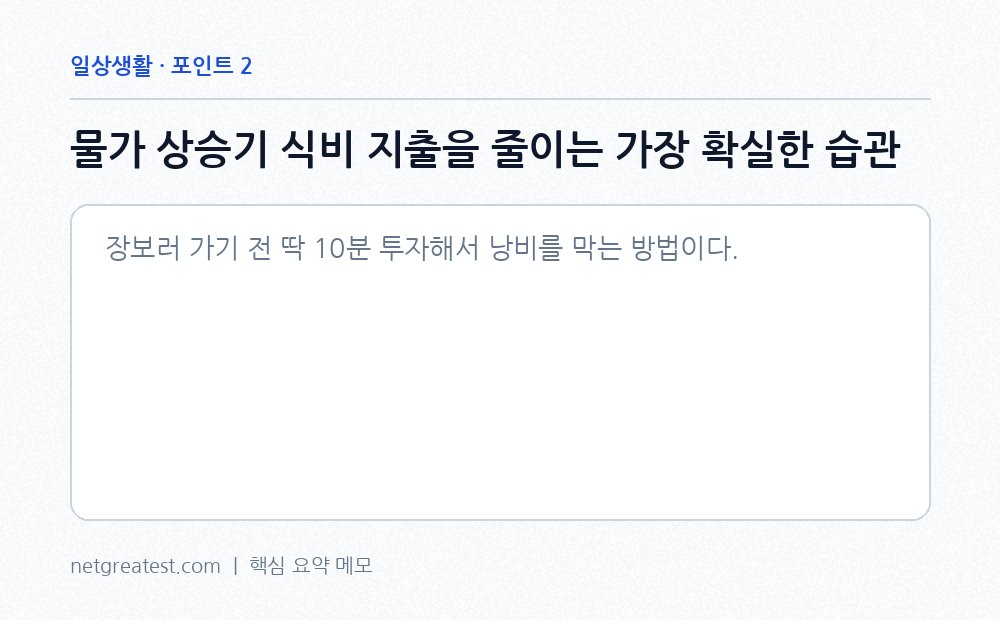 일상생활 · 포인트 2
물가 상승기 식비 지출을 줄이는 가장 확실한 습관
장보러 가기 전 딱 10분 투자해서 낭비를 막는 방법이다.
netgreatest.com | 핵심 요약 메모